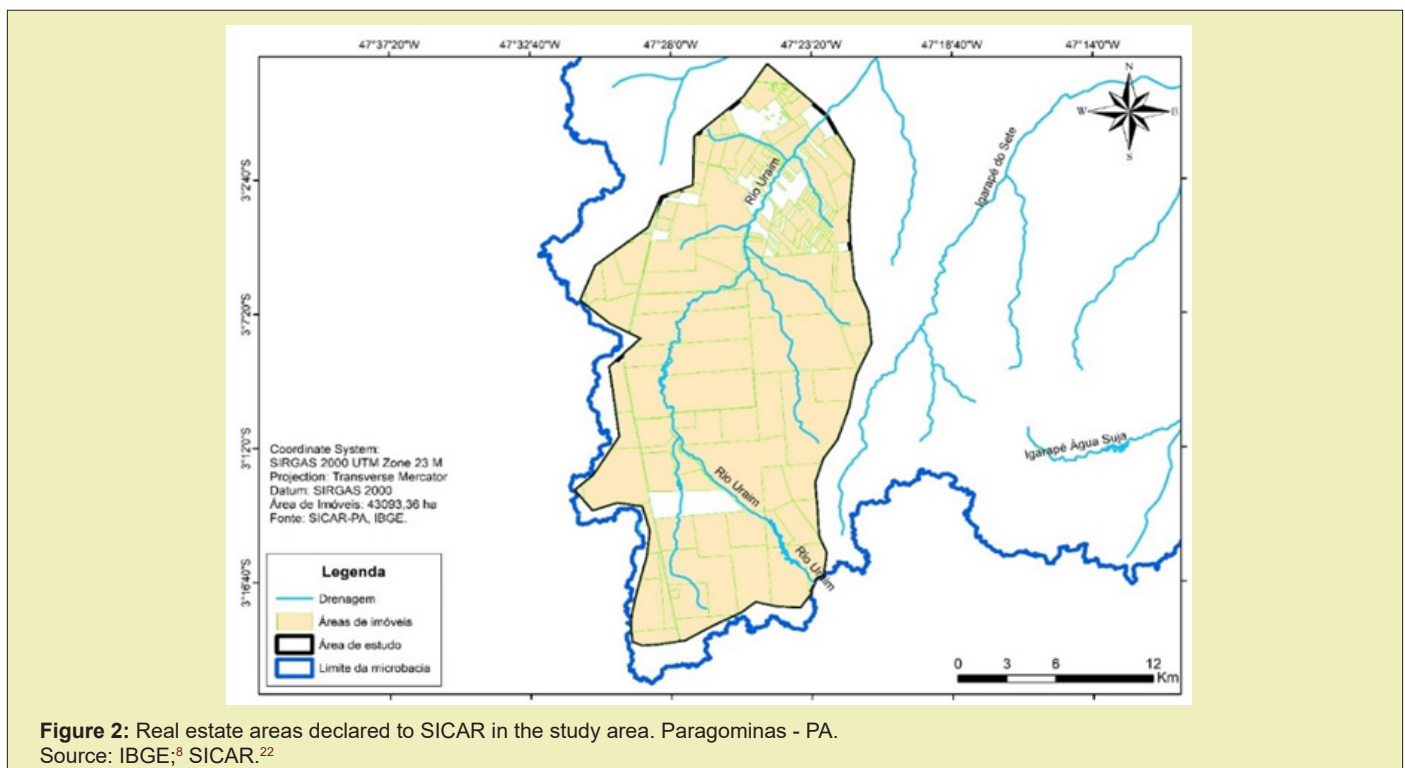 47°37'20"W 47°32'40"W 47°28'0"W 47°23'20"W 47°18'40"W 47°14'0"W
N
W E
S
3°2'40"S
3°7'20"S
3°12'0"S
3°16'40"S
Rio Uraim
Igarapé do Sete
Igarapé Água Suja
Rio Uraim
Rio Uraim
Coordinate System:
SIRGAS 2000 UTM Zone 23 M
Projection: Transverse Mercator
Datum: SIRGAS 2000
Área de Imóveis: 43093,36 ha
Fonte: SICAR-PA, IBGE.
Legenda
Drenagem
Áreas de imóveis
Área de estudo
Limite da microbacia
0 3 6 12
Km
Figure 2: Real estate areas declared to SICAR in the study area. Paragominas - PA.
Source: IBGE;8 SICAR.22